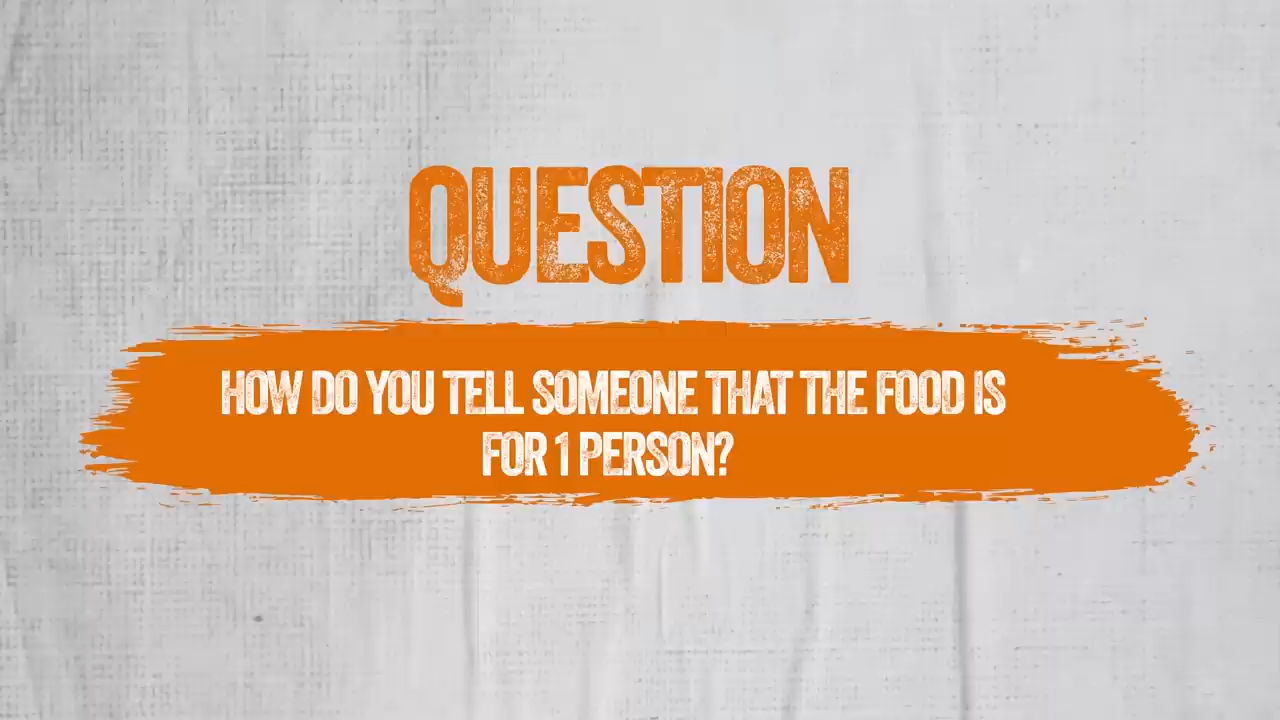 QUESTION
HOW DO YOU TELL SOMEONE THAT THE FOOD IS
FOR 1 PERSON?